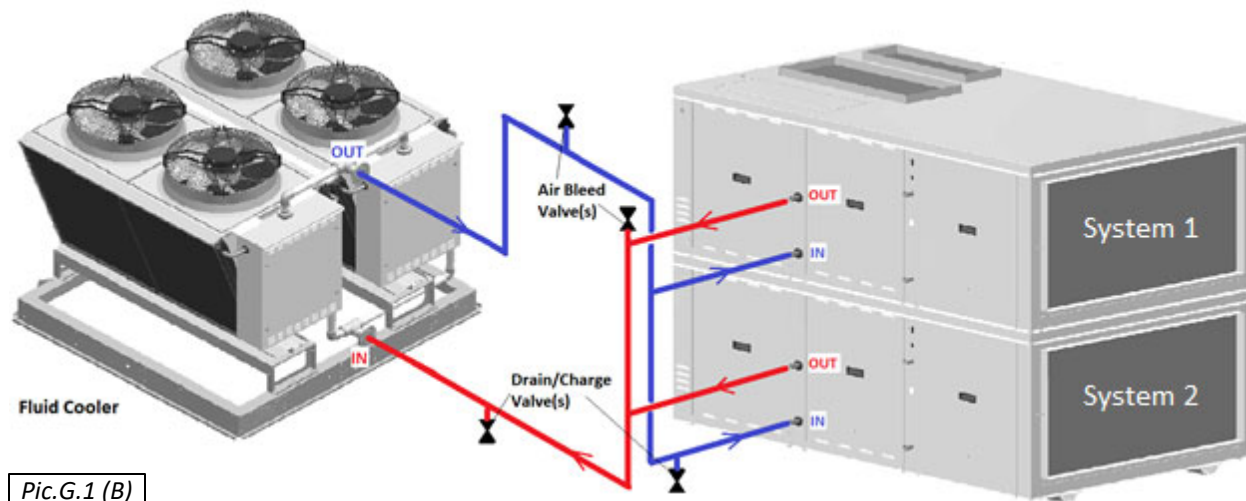 OUT
Air Bleed
Valve(s)
OUT
IN
System 1
IN
Drain/Charge
Valve(s)
OUT
IN
System 2
Fluid Cooler
Pic.G.1 (B)